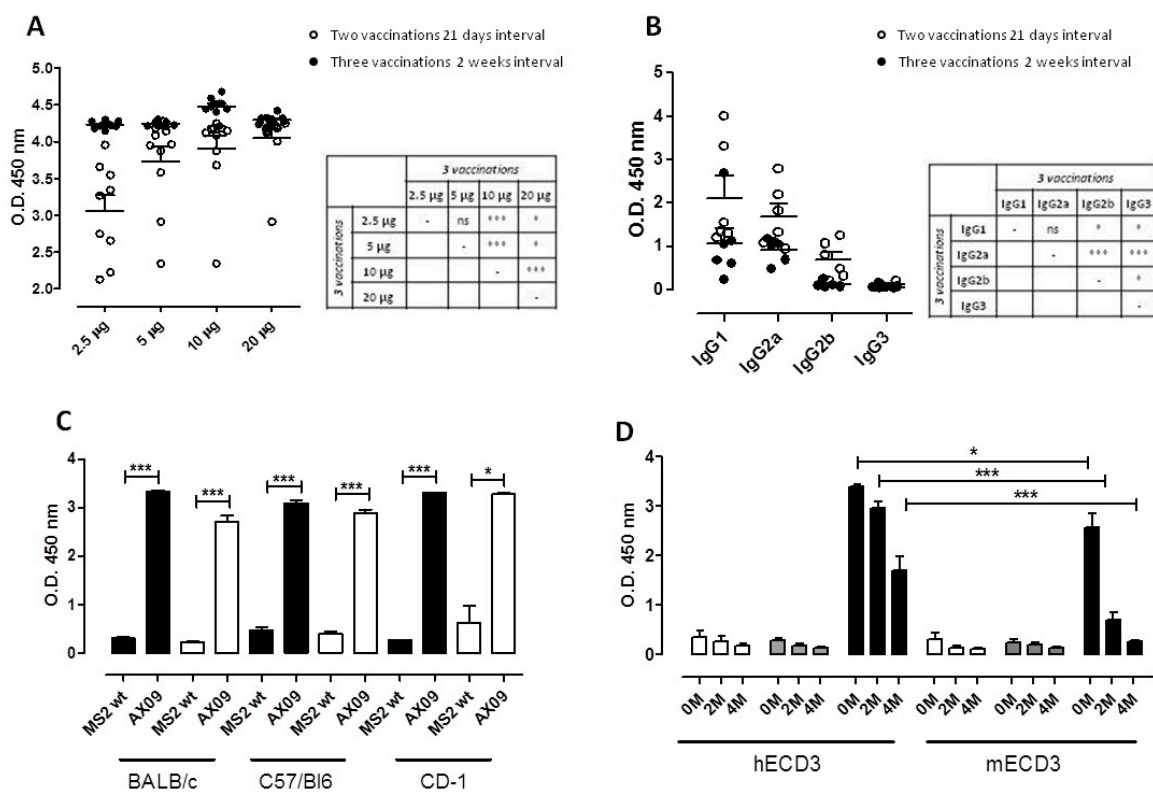 A
○ Two vaccinations 21 days interval
● Three vaccinations 2 weeks interval
O.D. 450 nm
5.0
4.5
4.0
3.5
3.0
2.5
2.0
2.5 µg
5 µg
10 µg
20 µg
3 vaccinations
2.5 µg 5 µg 10 µg 20 µg
3 vaccinations
2.5 µg - ns *** *
5 µg - *** *
10 µg - ***
20 µg -
B
○ Two vaccinations 21 days interval
● Three vaccinations 2 weeks interval
O.D. 450 nm
5
4
3
2
1
0
IgG1
IgG2a
IgG2b
IgG3
3 vaccinations
IgG1 IgG2a IgG2b IgG3
3 vaccinations
IgG1 - ns * *
IgG2a - *** ***
IgG2b - *
IgG3 -
C
O.D. 450 nm
4
3
2
1
0
*** *** *** *** *** *
MS2 wt AX09 MS2 wt AX09 MS2 wt AX09 MS2 wt AX09 MS2 wt AX09 MS2 wt AX09
BALB/c C57/Bl6 CD-1
D
O.D. 450 nm
4
3
2
1
0
*
***
***
0M 2M 4M 0M 2M 4M 0M 2M 4M 0M 2M 4M 0M 2M 4M 0M 2M 4M
hECD3 mECD3